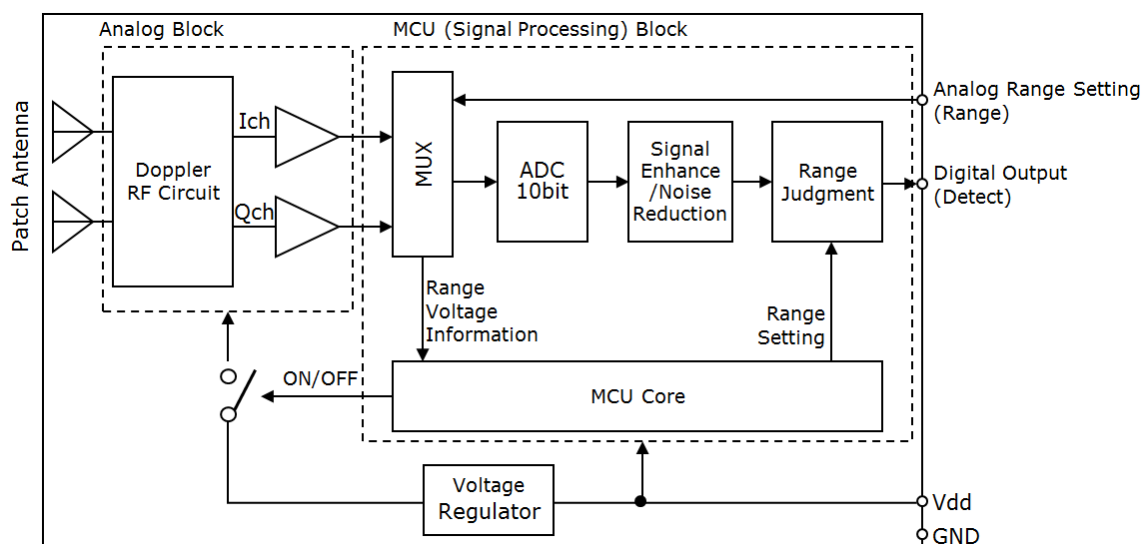 Analog Block
MCU (Signal Processing) Block
Patch Antenna
Doppler
RF Circuit
Ich
Qch
MUX
ADC
10bit
Signal
Enhance
/Noise
Reduction
Range
Judgment
Analog Range Setting
(Range)
Digital Output
(Detect)
Range
Voltage
Information
Range
Setting
ON/OFF
MCU Core
Voltage
Regulator
Vdd
GND